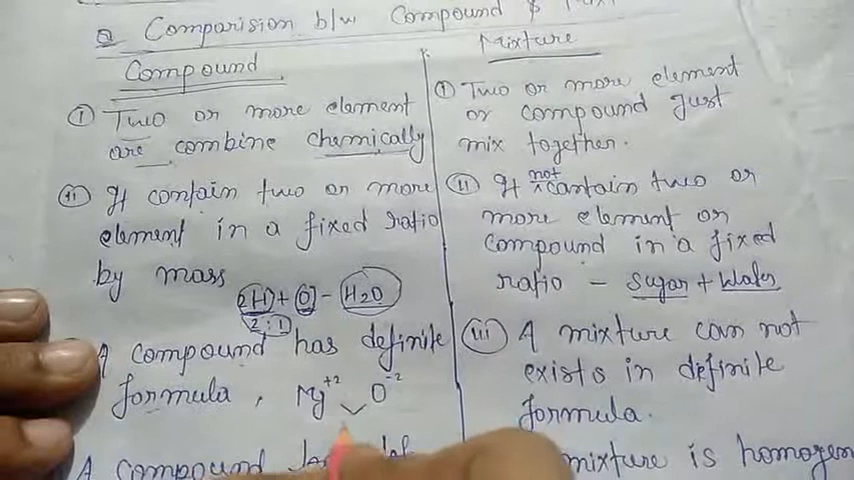 Q Comparision b/w Compound &
Compound
(i) Two or more element
are combine chemically
(ii) It contain two or more
element in a fixed ratio
by mass
2H + O - H2O
2 : 1
A compound has definite
formula, Mg+2 O-2
A compound
Mixture
(i) Two or more element
or compound Just
mix together.
(ii) It not contain two or
more element or
compound in a fixed
ratio - sugar + Water
(iii) A mixture can not
exists in definite
formula.
mixture is homogen